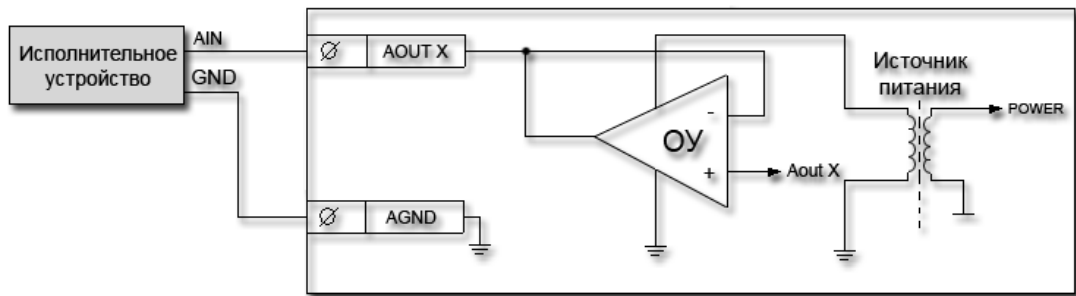 Исполнительное
устройство
AIN
GND
AOUT X
AGND
ОУ
-
+
Aout X
Источник
питания
POWER